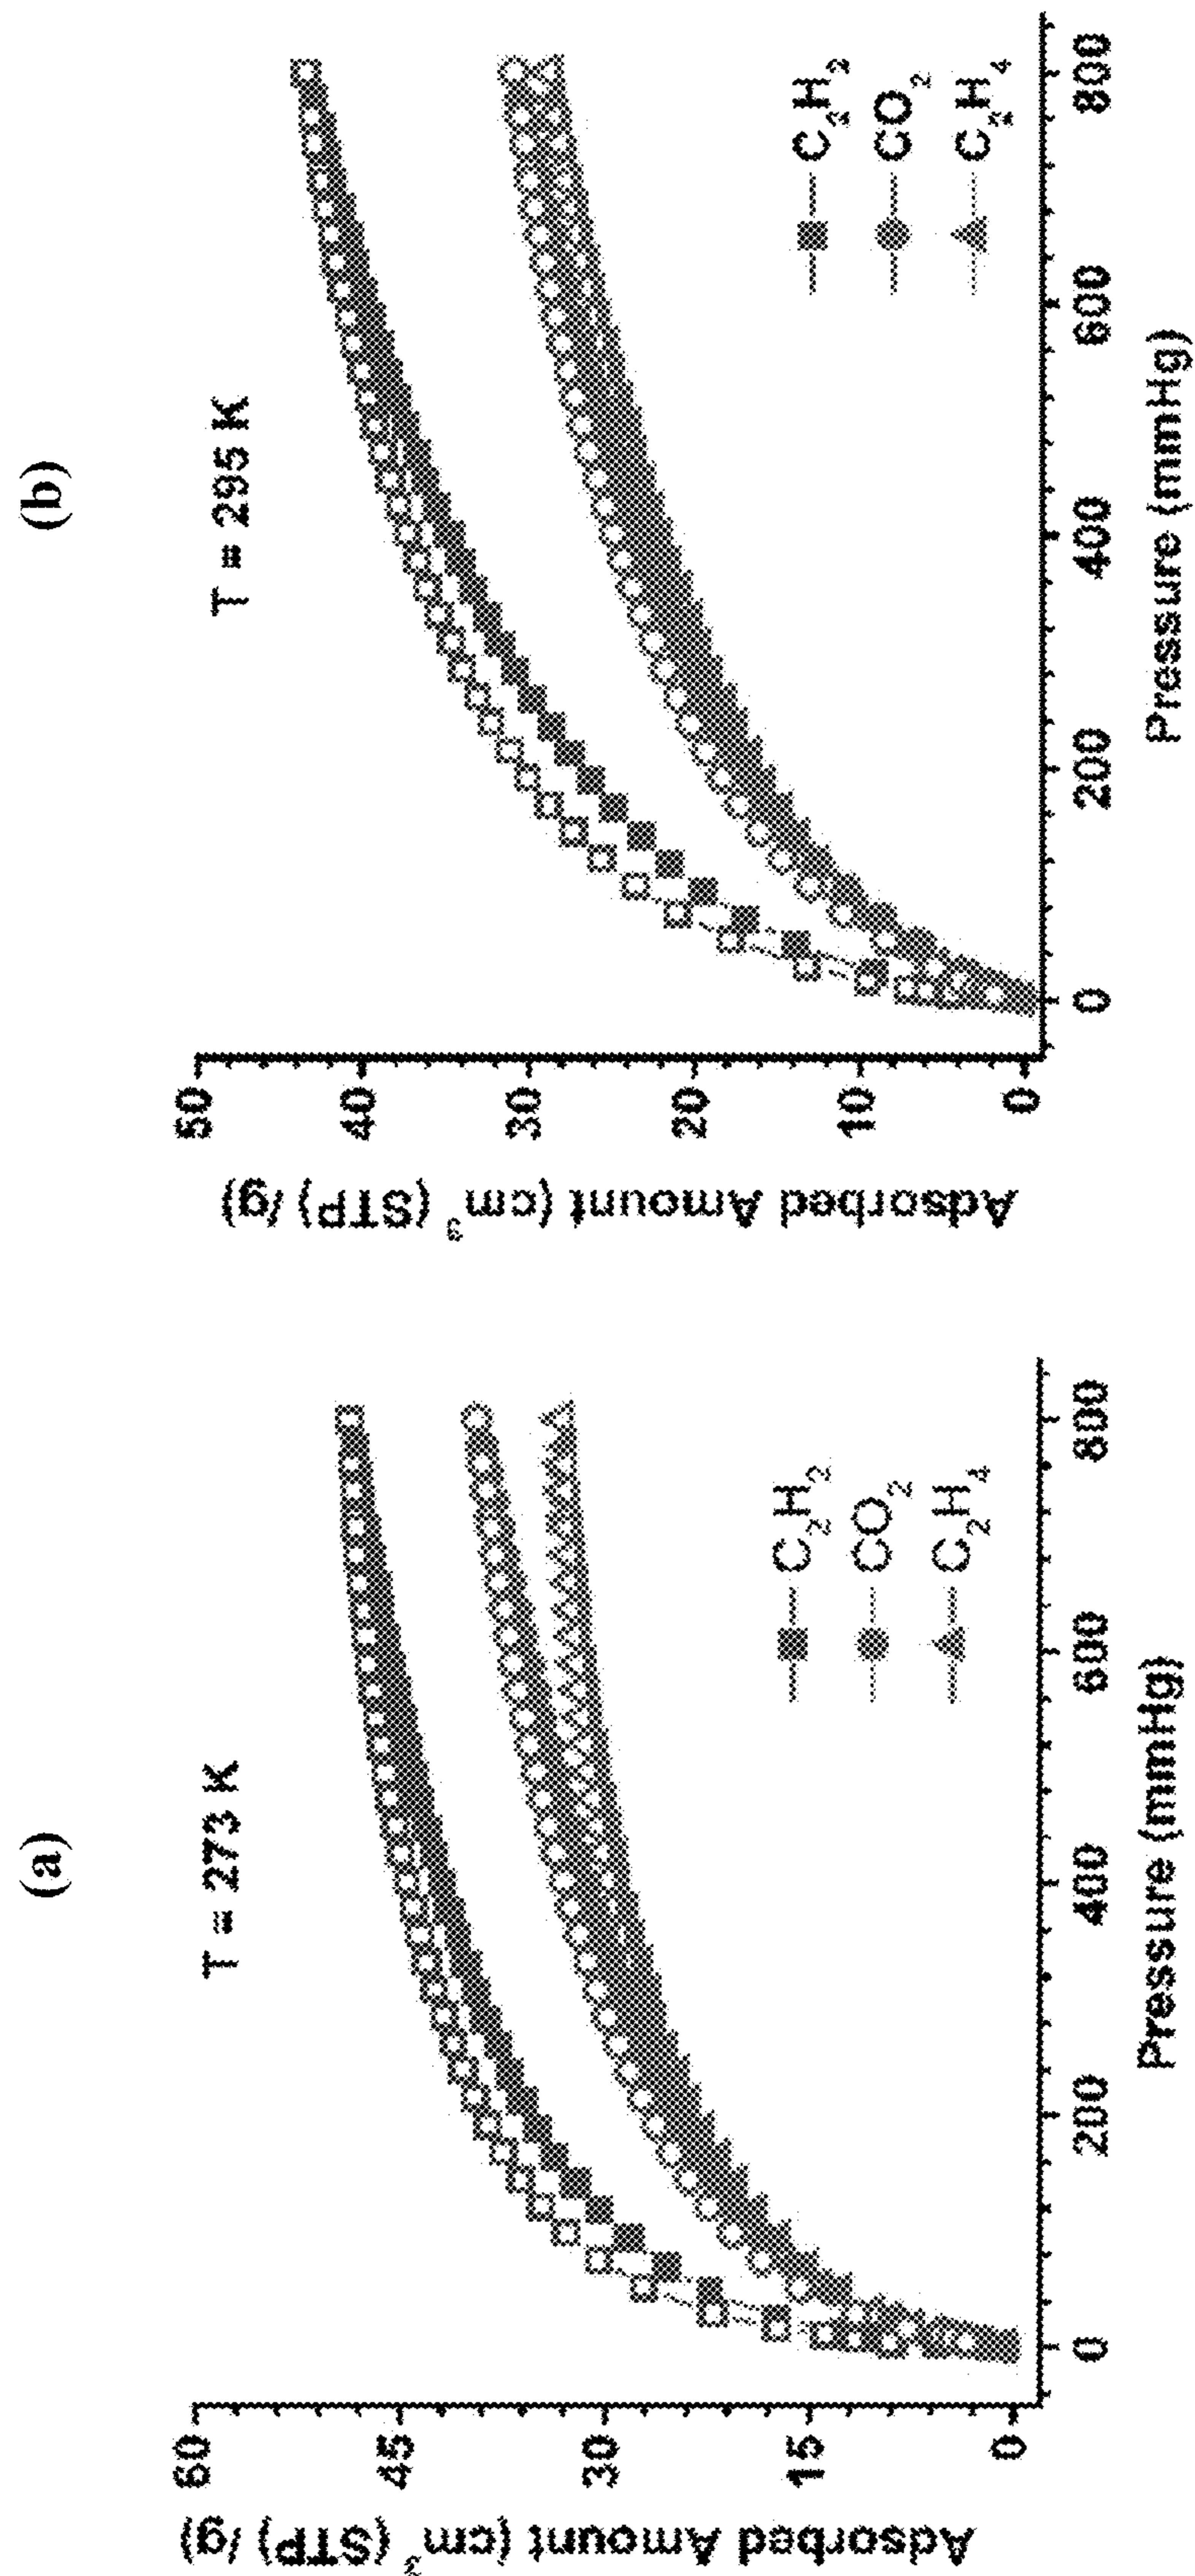 (a)
T = 273 K
Adsorbed Amount (cm3 (STP) /g)
60
45
30
15
0
C2H2
CO2
C2H4
0
200
400
600
800
Pressure (mmHg)
(b)
T = 295 K
Adsorbed Amount (cm3 (STP) /g)
50
40
30
20
10
0
C2H2
CO2
C2H4
0
200
400
600
800
Pressure (mmHg)